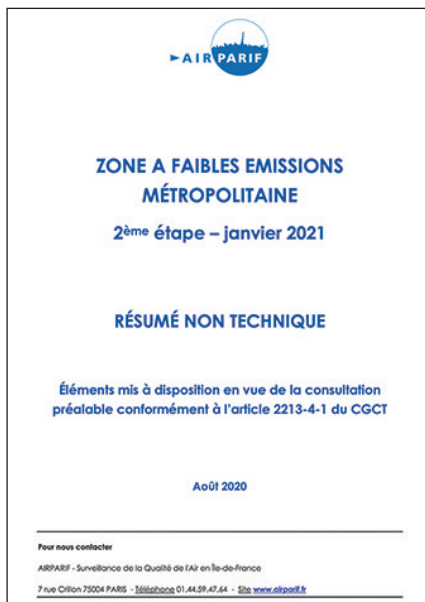 AIRPARIF
ZONE A FAIBLES EMISSIONS
MÉTROPOLITAINE
2ème étape – janvier 2021
RÉSUMÉ NON TECHNIQUE
Éléments mis à disposition en vue de la consultation
préalable conformément à l'article 2213-4-1 du CGCT
Août 2020
Pour nous contacter
AIRPARIF - Surveillance de la Qualité de l'Air en Île-de-France
7 rue Crillon 75004 PARIS - Téléphone 01.44.59.47.64 - Site www.airparif.fr